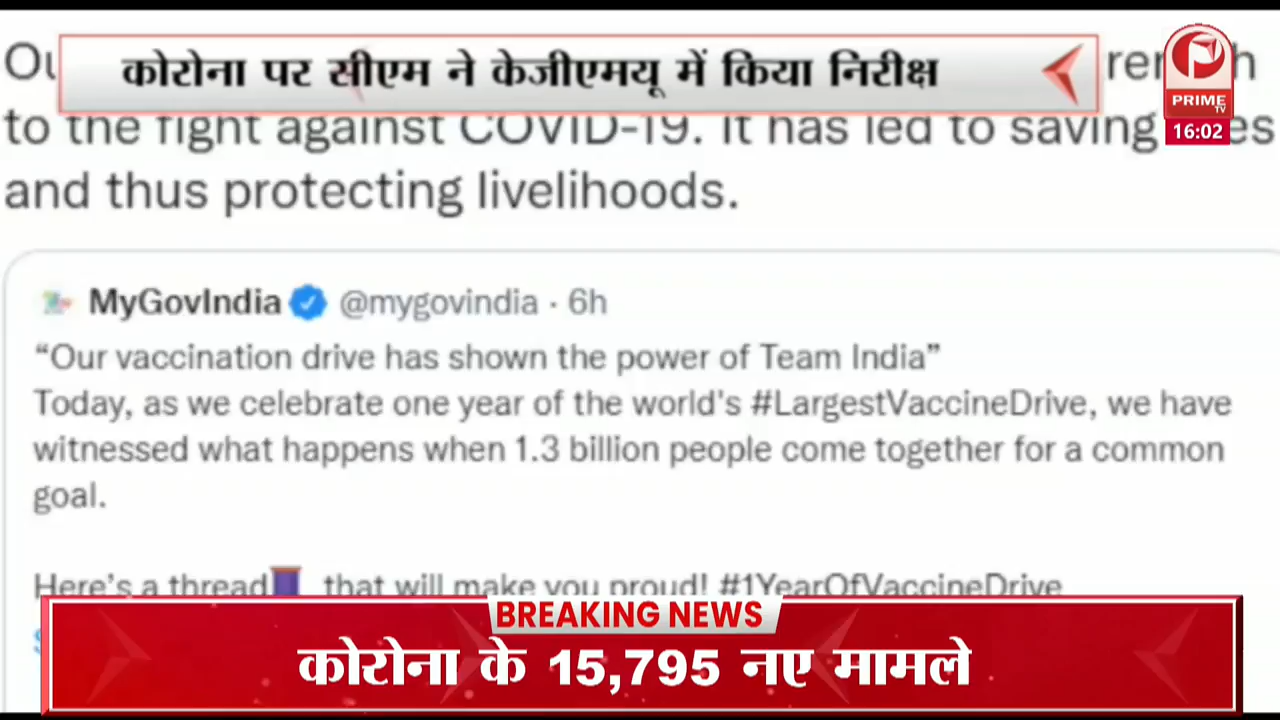 कोरोना पर सीएम ने केजीएमयू में किया निरीक्ष
PRIME
TV
16:02
to the fight against COVID-19. It has led to saving
and thus protecting livelihoods.
MyGovIndia @mygovindia · 6h
“Our vaccination drive has shown the power of Team India”
Today, as we celebrate one year of the world's #LargestVaccineDrive, we have
witnessed what happens when 1.3 billion people come together for a common
goal.
Here's a thread that will make you proud! #1YearOfVaccineDrive
BREAKING NEWS
कोरोना के 15,795 नए मामले